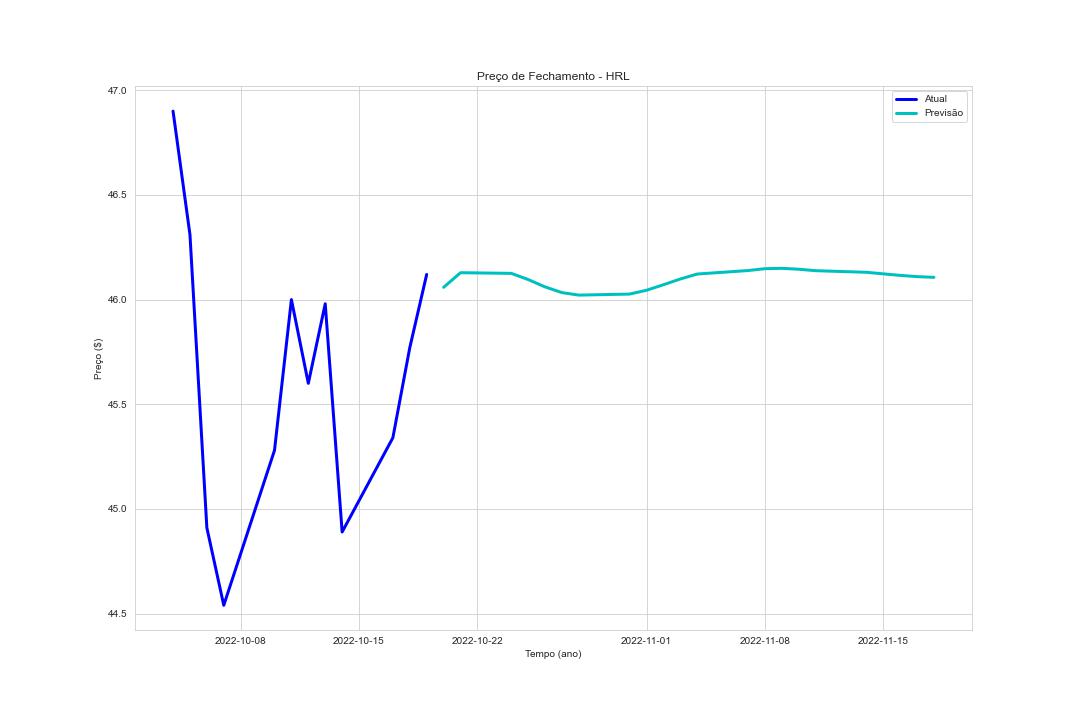 Preço de Fechamento - HRL
Atual
Previsão
47.0
46.5
46.0
45.5
45.0
44.5
Preço ($)
2022-10-08
2022-10-15
2022-10-22
2022-11-01
2022-11-08
2022-11-15
Tempo (ano)